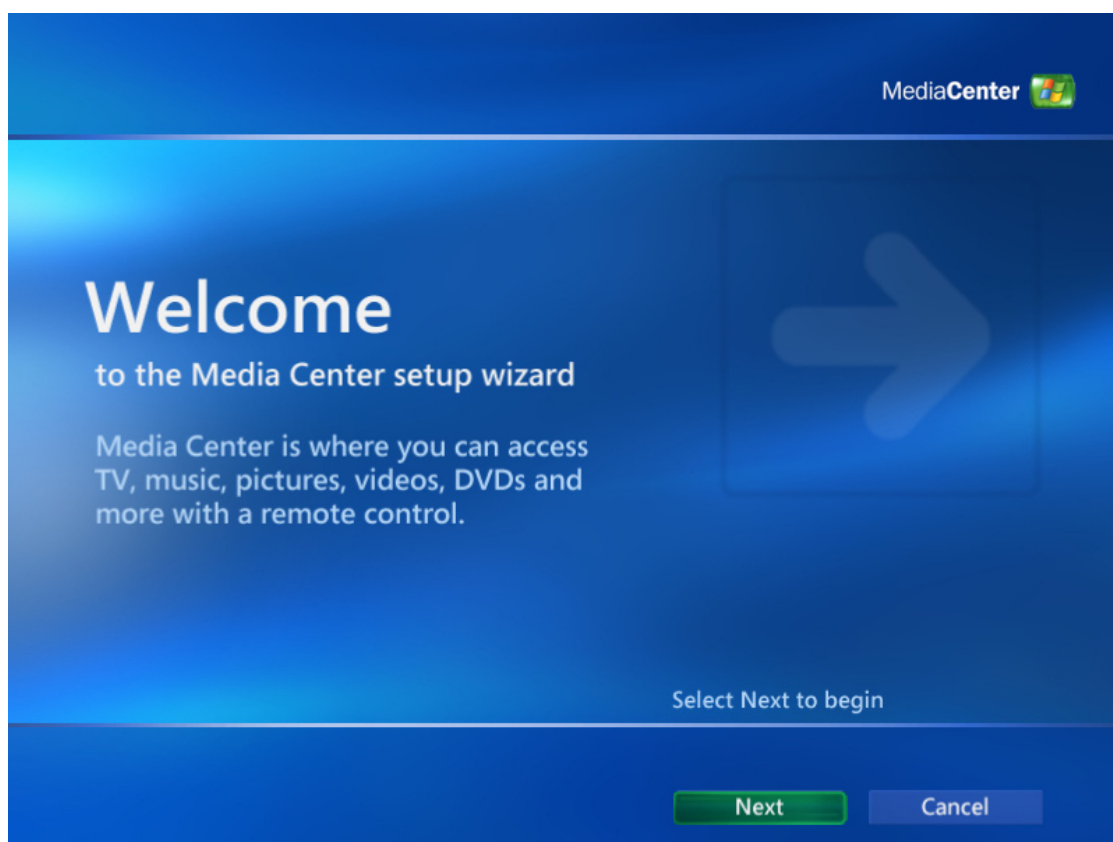 MediaCenter
Welcome
to the Media Center setup wizard
Media Center is where you can access
TV, music, pictures, videos, DVDs and
more with a remote control.
Select Next to begin
Next Cancel